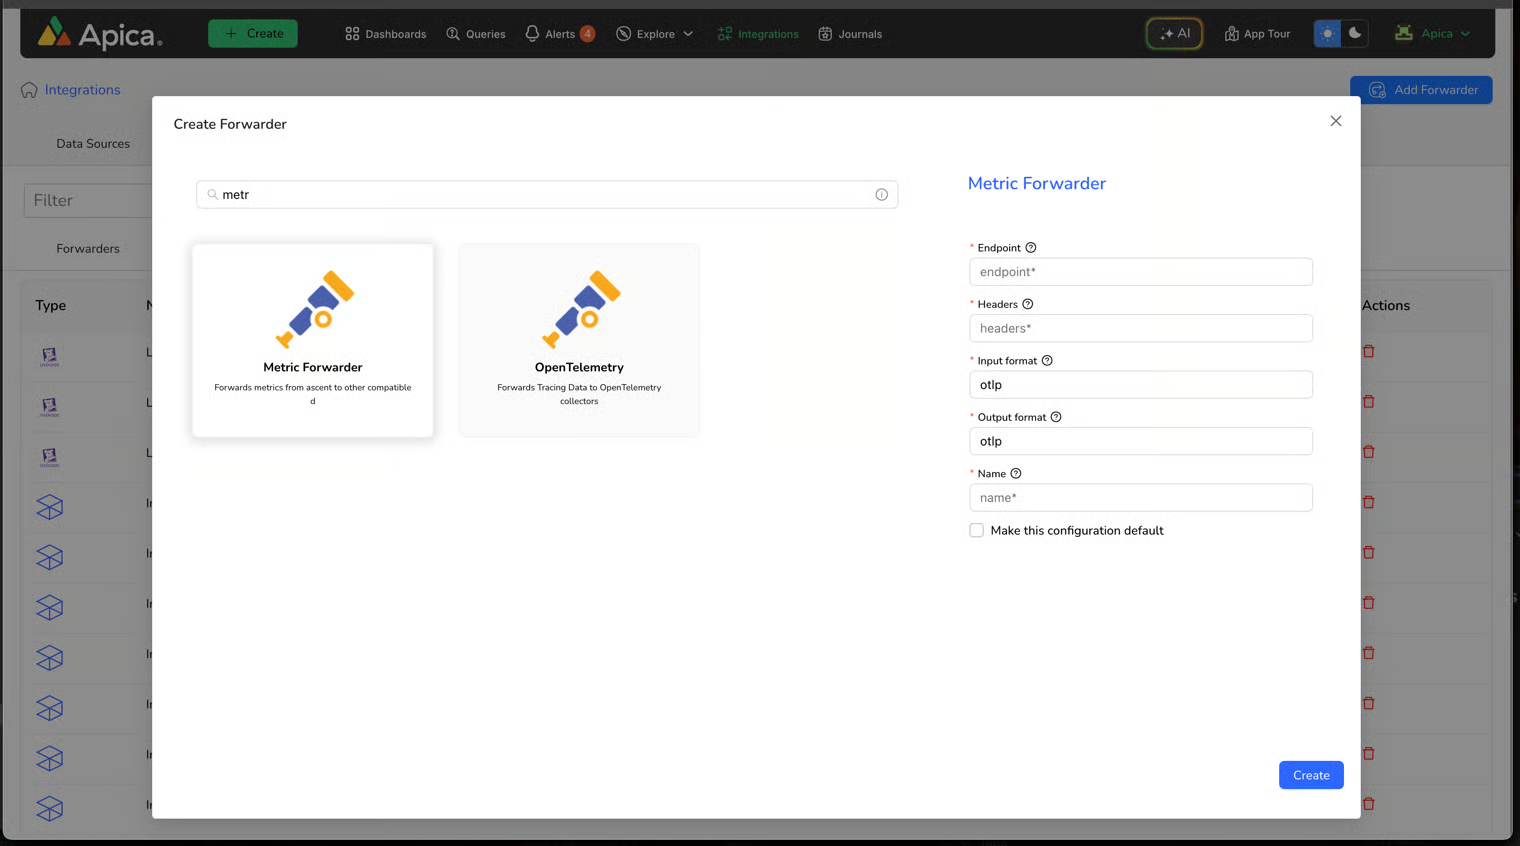 Apica
Create
Dashboards
Queries
Alerts 4
Explore
Integrations
Journals
AI
App Tour
Apica
Integrations
Add Forwarder
Data Sources
Filter
Forwarders
Type
N
Actions
L
L
L
Create Forwarder
metr
Metric Forwarder
Forwards metrics from ascent to other compatible
d
OpenTelemetry
Forwards Tracing Data to OpenTelemetry
collectors
Metric Forwarder
* Endpoint
endpoint*
* Headers
headers*
* Input format
otlp
* Output format
otlp
* Name
name*
Make this configuration default
Create